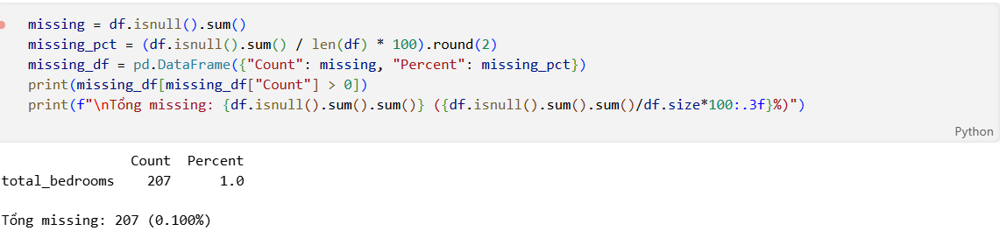 missing = df.isnull().sum()
missing_pct = (df.isnull().sum() / len(df) * 100).round(2)
missing_df = pd.DataFrame({"Count": missing, "Percent": missing_pct})
print(missing_df[missing_df["Count"] > 0])
print(f"\nTổng missing: {df.isnull().sum().sum()} ({df.isnull().sum().sum()/df.size*100:.3f}%)")
Python
Count Percent
total_bedrooms 207 1.0
Tổng missing: 207 (0.100%)